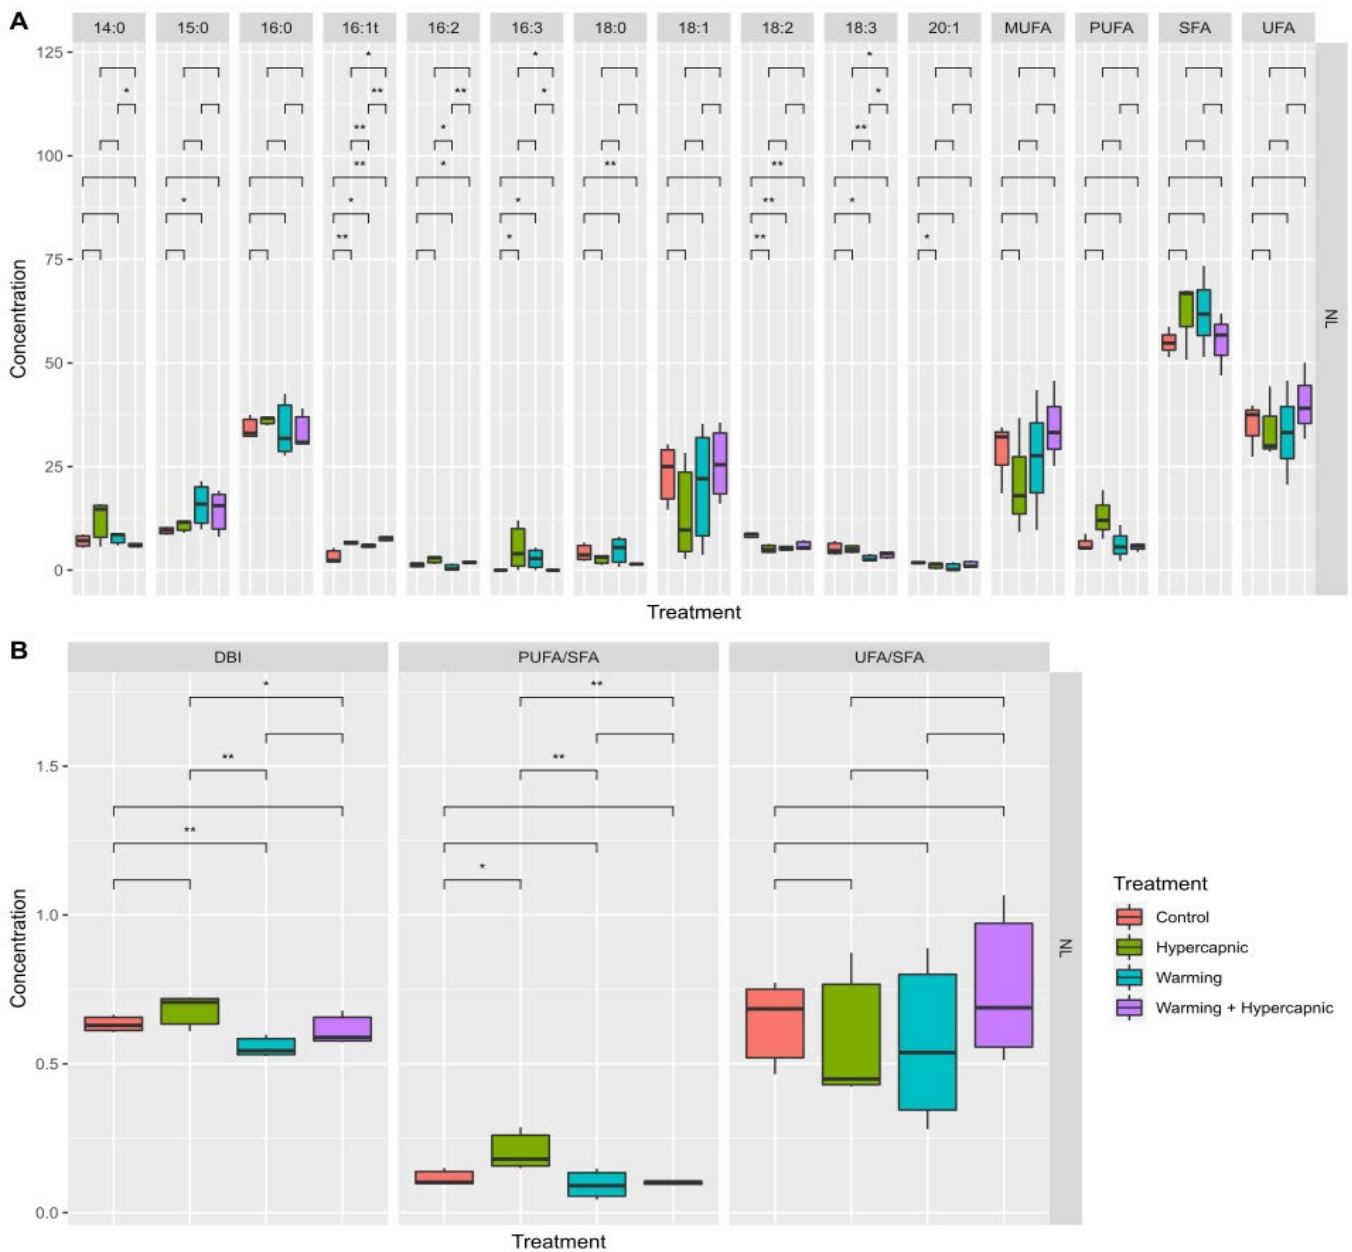 A
14:0 15:0 16:0 16:1t 16:2 16:3 18:0 18:1 18:2 18:3 20:1 MUFA PUFA SFA UFA
125
* * *
* ** ** * *
** * **
100
** * ** **
* * * ** *
** * ** *
75
Concentration
NL
50
25
0
Treatment
B
DBI PUFA/SFA UFA/SFA
* **
** **
1.5
**
*
1.0
Concentration
NL
0.5
0.0
Treatment
Treatment
Control
Hypercapnic
Warming
Warming + Hypercapnic